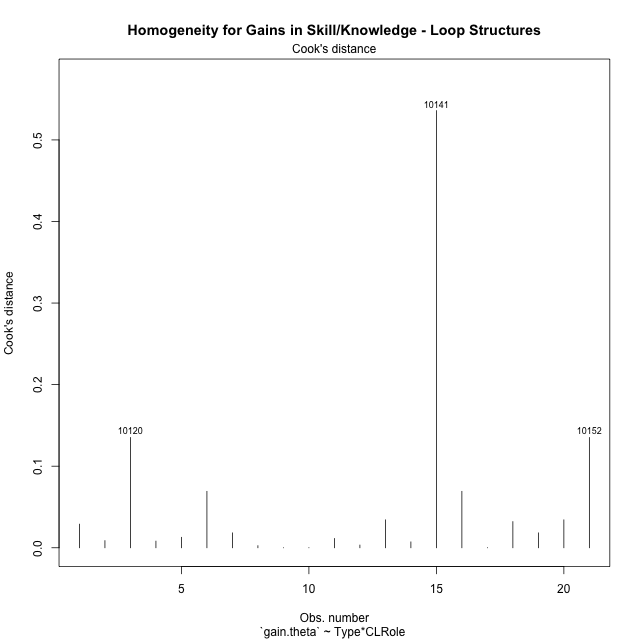 Homogeneity for Gains in Skill/Knowledge - Loop Structures
Cook's distance
10141
10120
10152
Cook's distance
0.5
0.4
0.3
0.2
0.1
0.0
5 10 15 20
Obs. number
`gain.theta` ~ Type*CLRole